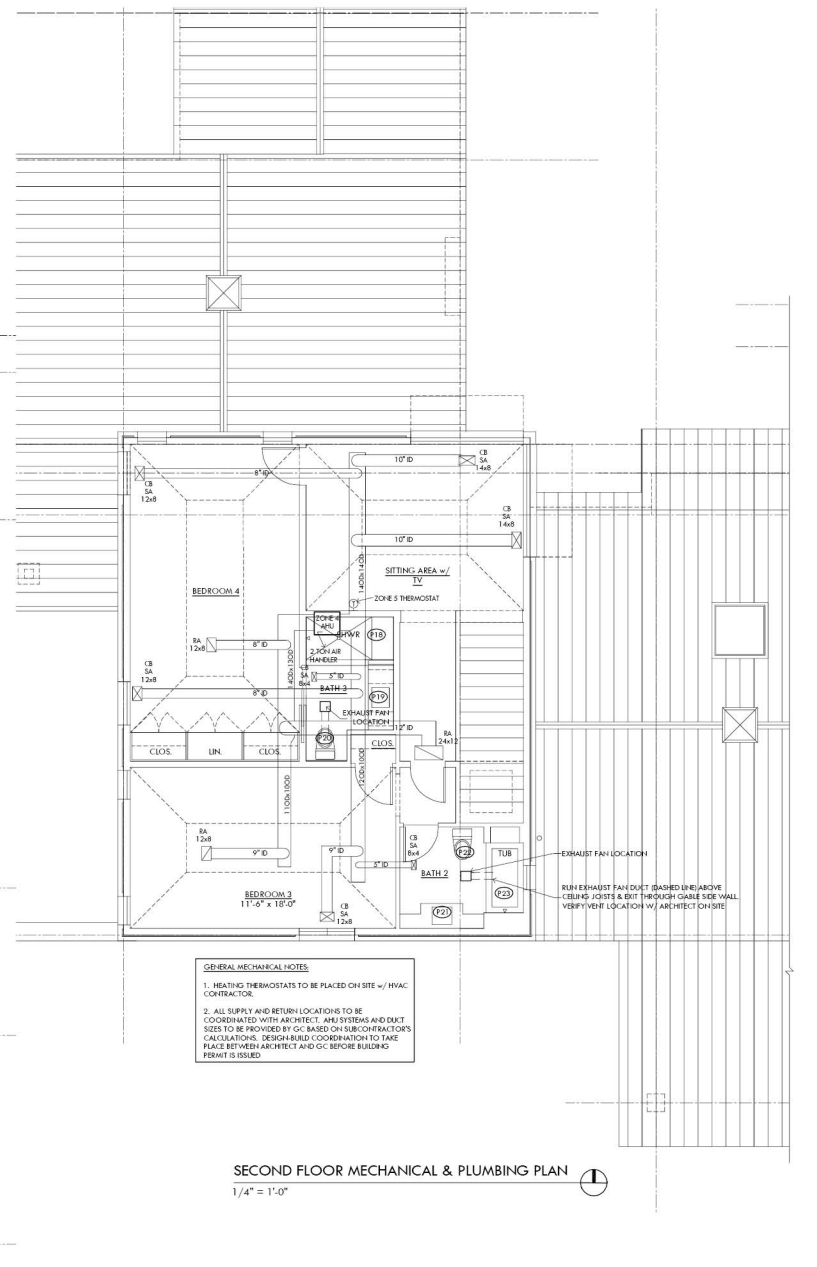 CB
SA
14x8
10" ID
8" ID
CB
SA
12x8
CB
SA
14x8
10" ID
14ODx14OD
SITTING AREA w/
TV
BEDROOM 4
T
ZONE 5 THERMOSTAT
ZONE 4
AHU
HWR
P18
RA
12x8
8" ID
2 TON AIR
HANDLER
14ODx13OD
CB
SA
12x8
CB
SA
8x4
5" ID
8" ID
BATH 3
P19
EXHAUST FAN
LOCATION
12" ID
RA
24x12
P20
CLOS.
CLOS.
LIN.
CLOS.
11ODx10OD
12ODx10OD
RA
12x8
9" ID
9" ID
CB
SA
8x4
5" ID
P22
TUB
EXHAUST FAN LOCATION
BATH 2
P23
RUN EXHAUST FAN DUCT (DASHED LINE) ABOVE
CEILING JOISTS & EXIT THROUGH GABLE SIDE WALL.
VERIFY VENT LOCATION W/ ARCHITECT ON SITE
BEDROOM 3
11'-6" x 18'-0"
CB
SA
12x8
P21
GENERAL MECHANICAL NOTES:
1. HEATING THERMOSTATS TO BE PLACED ON SITE w/ HVAC
CONTRACTOR.
2. ALL SUPPLY AND RETURN LOCATIONS TO BE
COORDINATED WITH ARCHITECT. AHU SYSTEMS AND DUCT
SIZES TO BE PROVIDED BY GC BASED ON SUBCONTRACTOR'S
CALCULATIONS. DESIGN-BUILD COORDINATION TO TAKE
PLACE BETWEEN ARCHITECT AND GC BEFORE BUILDING
PERMIT IS ISSUED
SECOND FLOOR MECHANICAL & PLUMBING PLAN
1/4" = 1'-0"